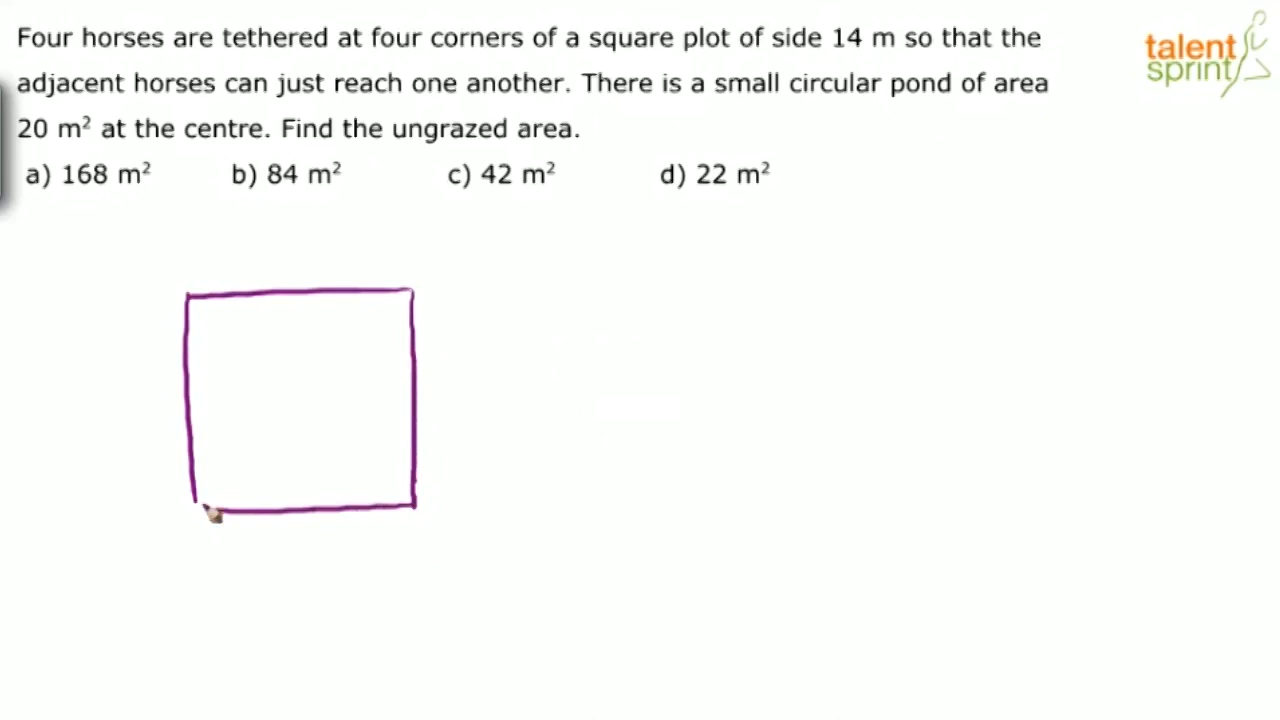 Four horses are tethered at four corners of a square plot of side 14 m so that the
adjacent horses can just reach one another. There is a small circular pond of area
20 m² at the centre. Find the ungrazed area.
a) 168 m² b) 84 m² c) 42 m² d) 22 m²
talent
sprint